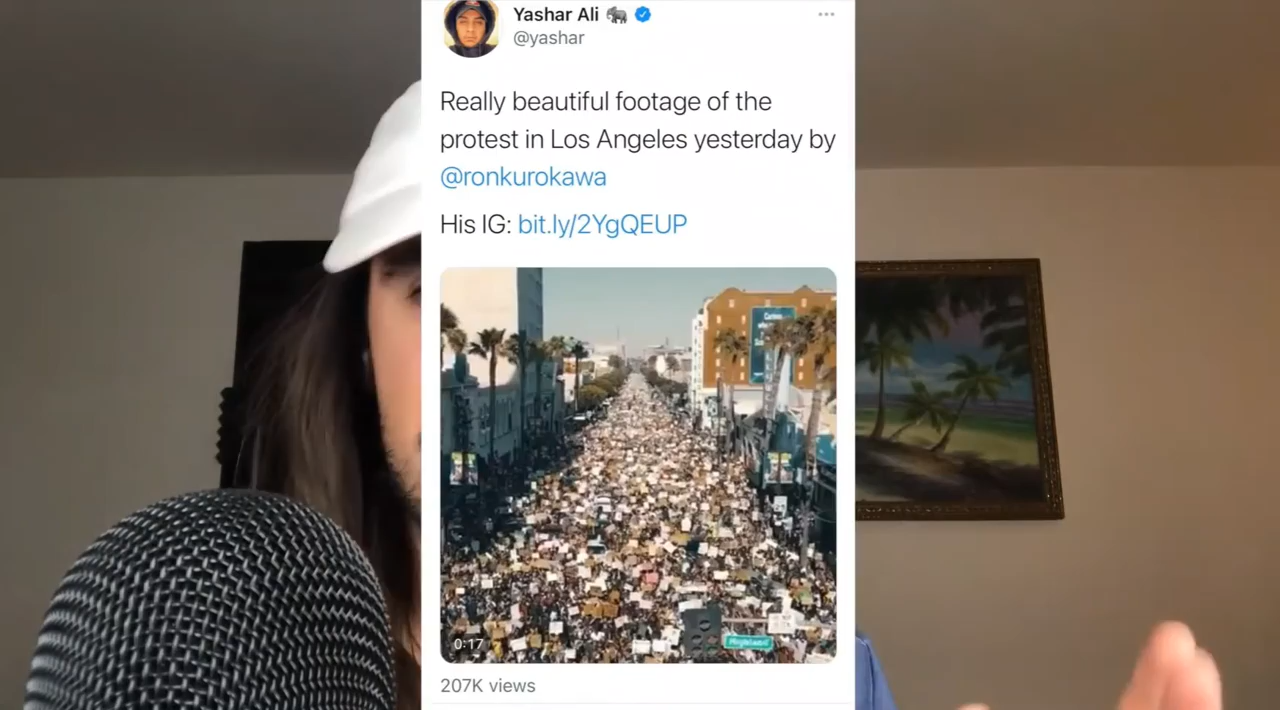 Yashar Ali
@yashar
Really beautiful footage of the
protest in Los Angeles yesterday by
@ronkurokawa
His IG: bit.ly/2YgQEUP
0:17
207K views